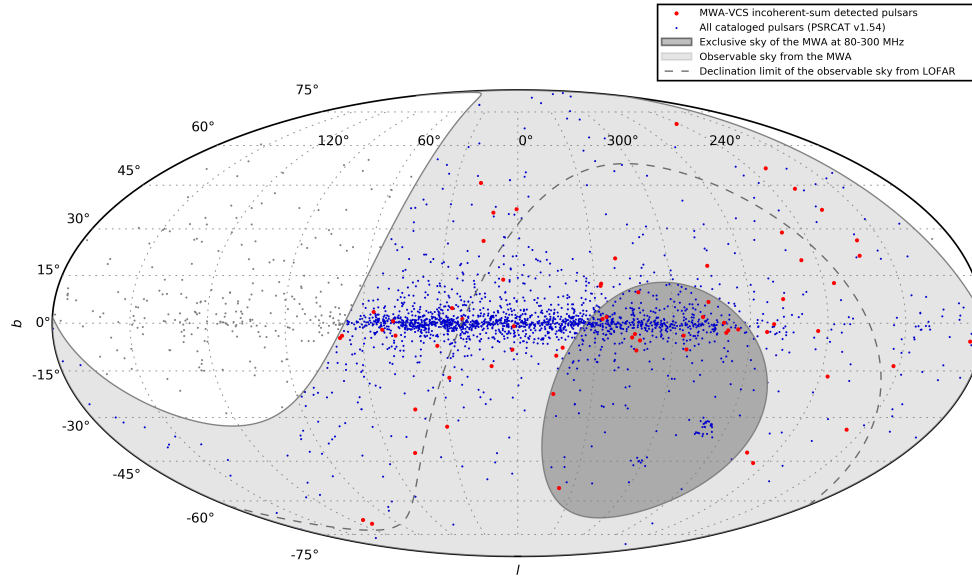 MWA-VCS incoherent-sum detected pulsars
All cataloged pulsars (PSRCAT v1.54)
Exclusive sky of the MWA at 80-300 MHz
Observable sky from the MWA
Declination limit of the observable sky from LOFAR
75°
60°
120° 60° 0° 300° 240°
45°
30°
15°
b 0°
-15°
-30°
-45°
-60°
-75°
l